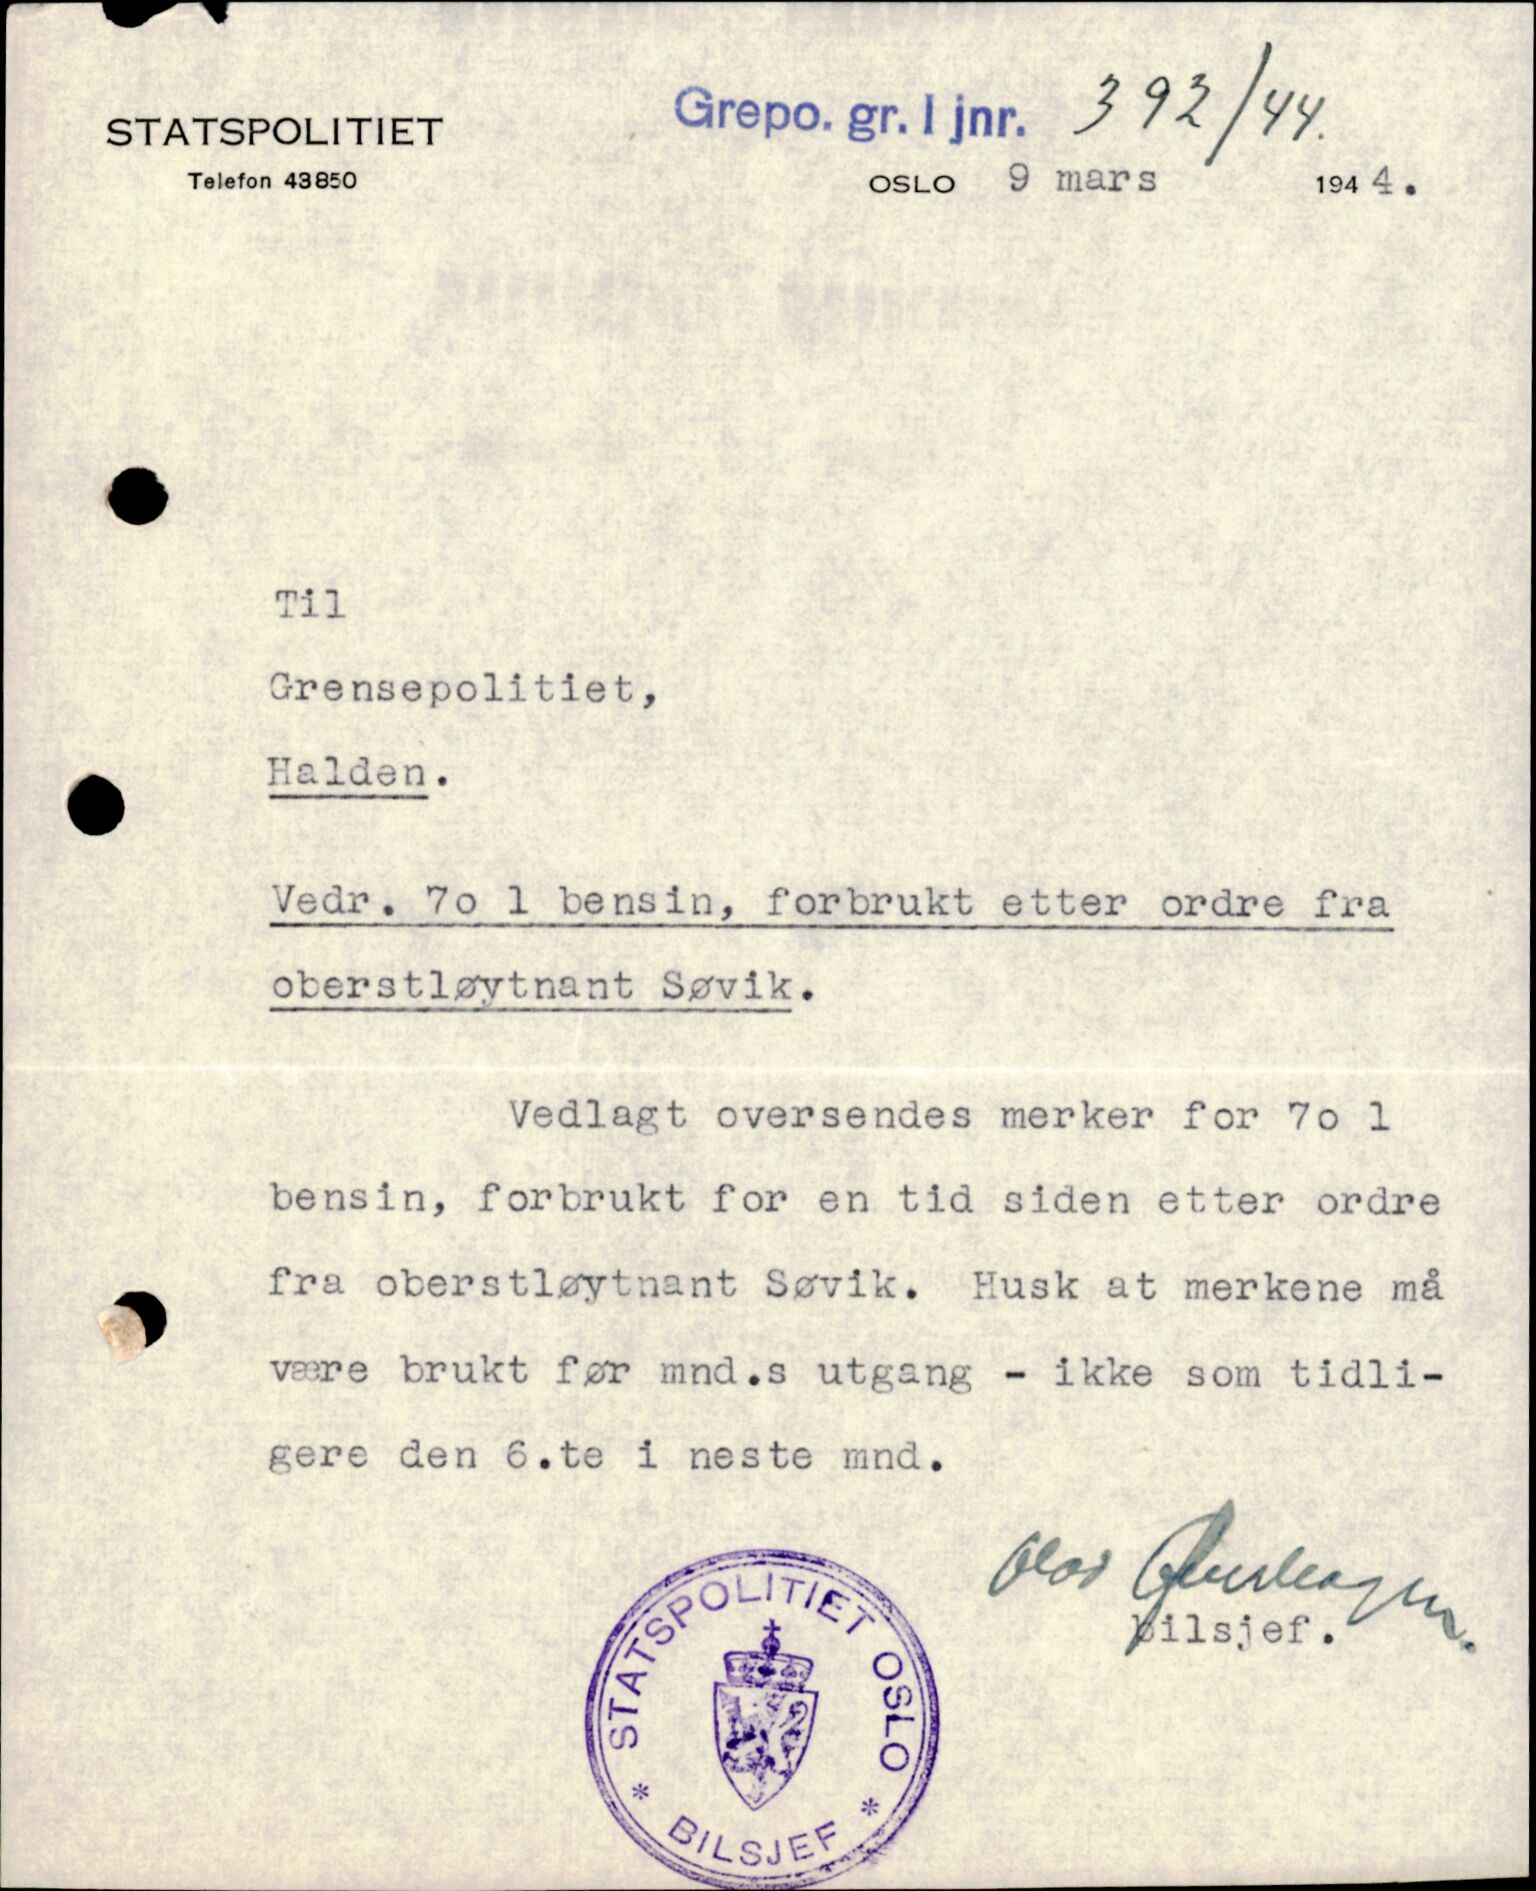 Grepo. gr. I jnr. 392/44.
STATSPOLITIET
Telefon 43850
OSLO 9 mars 1944.
Til
Grensepolitiet,
Halden.
Vedr. 7o l bensin, forbrukt etter ordre fra
oberstløytnant Søvik.
Vedlagt oversendes merker for 7o l
bensin, forbrukt for en tid siden etter ordre
fra oberstløytnant Søvik. Husk at merkene må
være brukt før mnd.s utgang - ikke som tidli-
gere den 6.te i neste mnd.
bilsjef.
STATSPOLITIET OSLO
* BILSJEF *